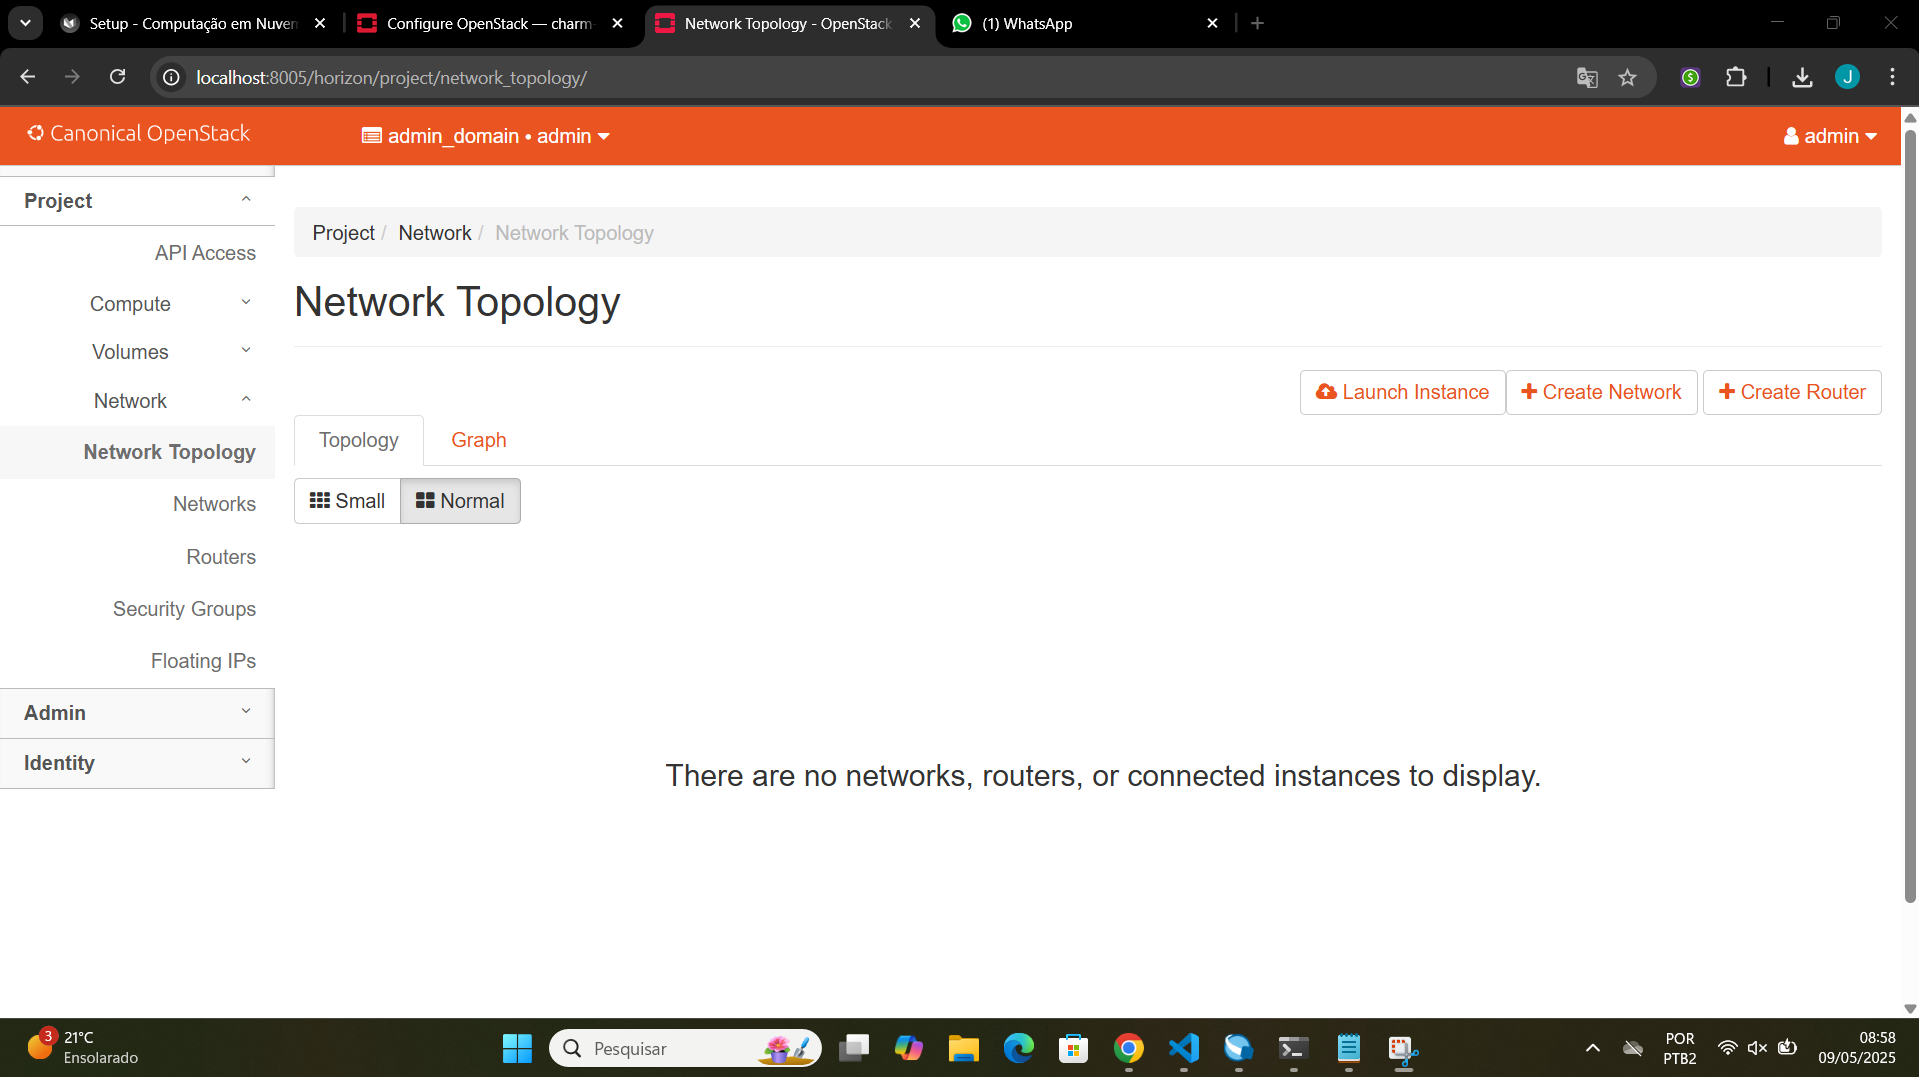 Setup - Computação em Nuven
Configure OpenStack — charm-
Network Topology - OpenStack
(1) WhatsApp
localhost:8005/horizon/project/network_topology/
J
Canonical OpenStack
admin_domain • admin
admin
Project
API Access
Compute
Volumes
Network
Network Topology
Networks
Routers
Security Groups
Floating IPs
Admin
Identity
Project / Network / Network Topology
Network Topology
Launch Instance
Create Network
Create Router
Topology
Graph
Small
Normal
There are no networks, routers, or connected instances to display.
3
21°C
Ensolarado
Pesquisar
POR
PTB2
08:58
09/05/2025